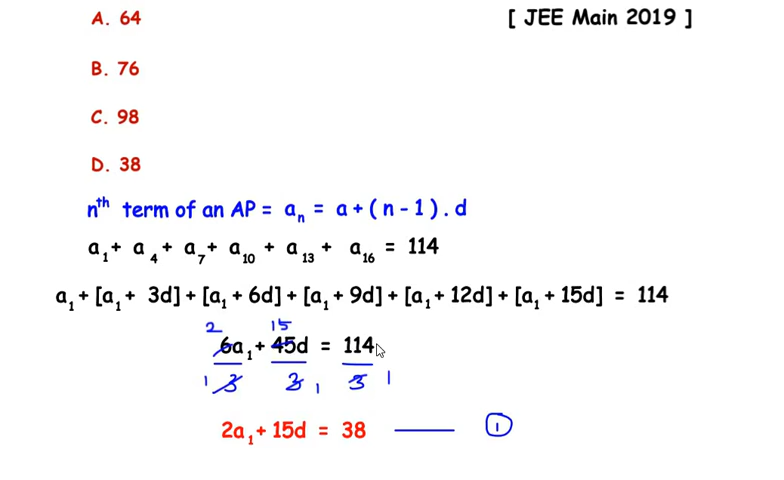 A. 64 [ JEE Main 2019 ]
B. 76
C. 98
D. 38
nth term of an AP = an = a + ( n - 1 ) . d
a1 + a4 + a7 + a10 + a13 + a16 = 114
a1 + [a1 + 3d] + [a1 + 6d] + [a1 + 9d] + [a1 + 12d] + [a1 + 15d] = 114
2 15
6a1 + 45d = 114
1 3 3 1 3 1
2a1 + 15d = 38 —— 1